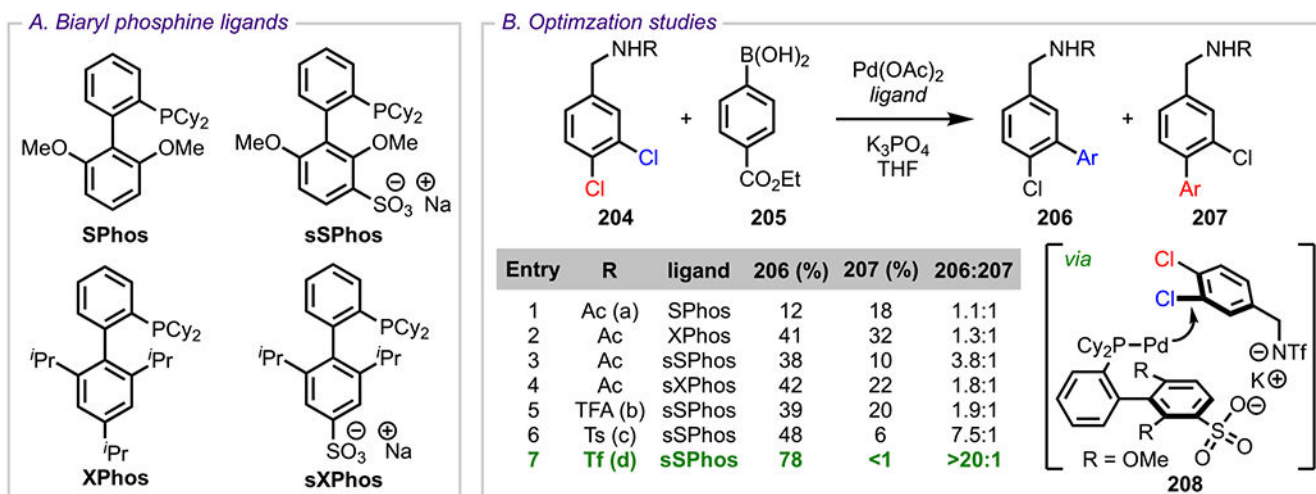 A. Biaryl phosphine ligands
PCy2
MeO
OMe
SPhos
PCy2
MeO
OMe
SO3 ⊖ ⊕ Na
sSPhos
PCy2
iPr
iPr
iPr
XPhos
PCy2
iPr
iPr
SO3 ⊖ ⊕ Na
sXPhos
B. Optimzation studies
NHR
Cl
Cl
204
+
B(OH)2
CO2Et
205
Pd(OAc)2
ligand
K3PO4
THF
NHR
Ar
Cl
206
+
NHR
Cl
Ar
207
Entry R ligand 206 (%) 207 (%) 206:207
1 Ac (a) SPhos 12 18 1.1:1
2 Ac XPhos 41 32 1.3:1
3 Ac sSPhos 38 10 3.8:1
4 Ac sXPhos 42 22 1.8:1
5 TFA (b) sSPhos 39 20 1.9:1
6 Ts (c) sSPhos 48 6 7.5:1
7 Tf (d) sSPhos 78 <1 >20:1
via
Cl
Cl
Cy2P–Pd
⊖NTf
K⊕
R
R
O⊖
S
O
O
R = OMe
208